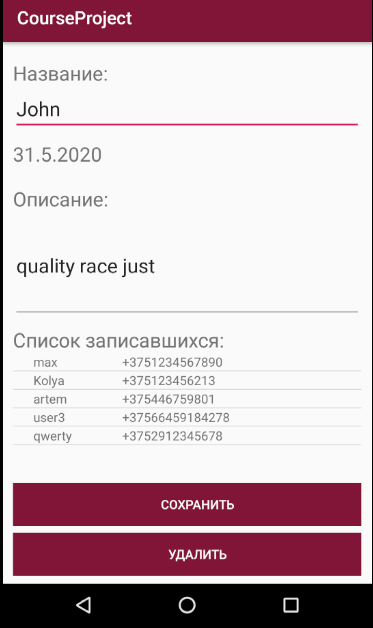 CourseProject
Название:
John
31.5.2020
Описание:
quality race just
Список записавшихся:
max +3751234567890
Kolya +375123456213
artem +375446759801
user3 +37566459184278
qwerty +3752912345678
СОХРАНИТЬ
УДАЛИТЬ